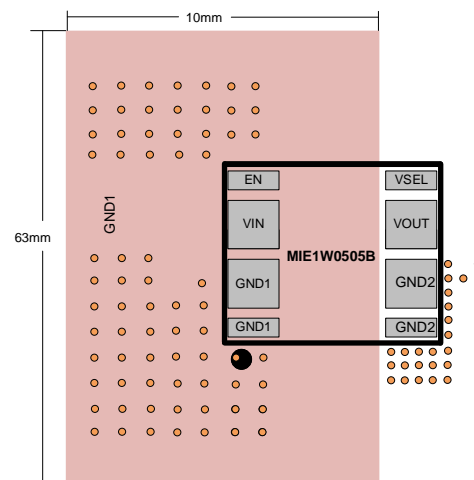 10mm
63mm
GND1
EN
VSEL
VIN
VOUT
MIE1W0505B
GND1
GND2
GND1
GND2